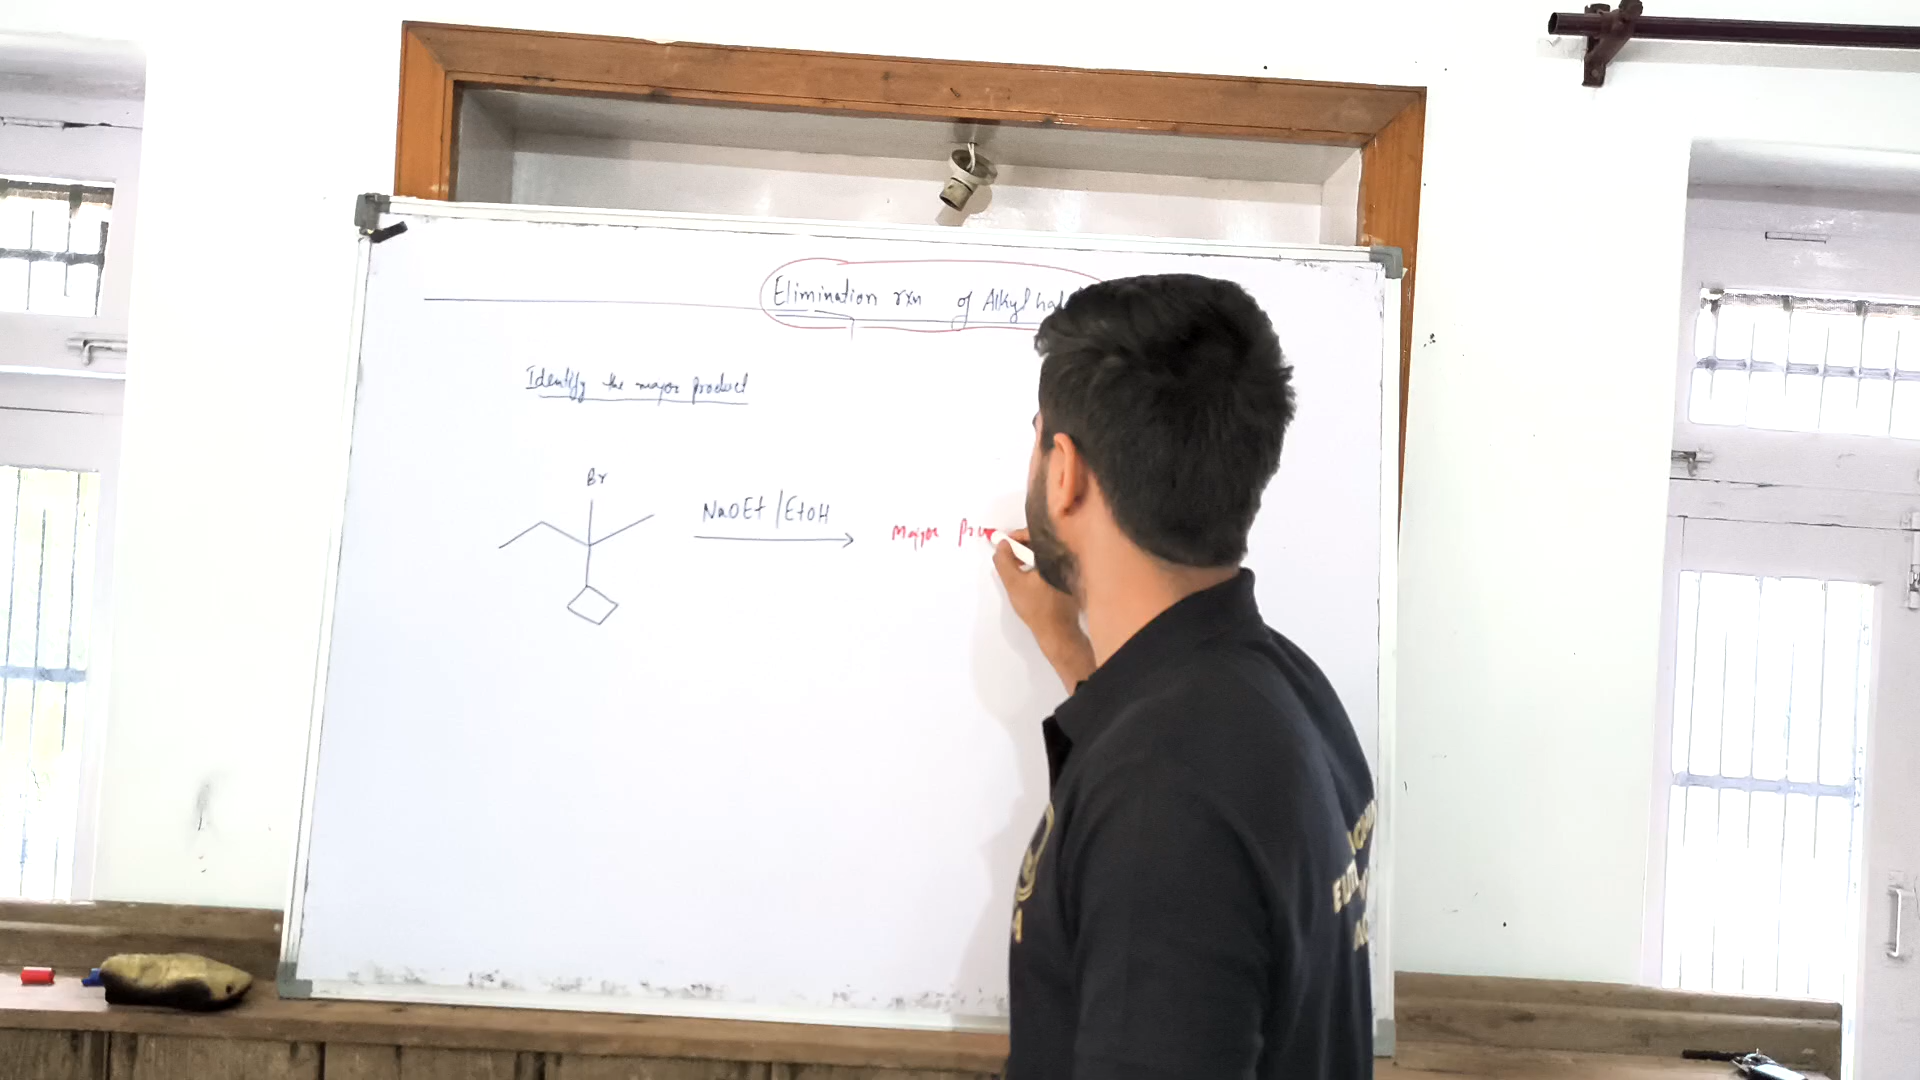 Elimination rxn of Alkyl hal
Identify the major product
Br
NaOEt / EtOH
Major Pro